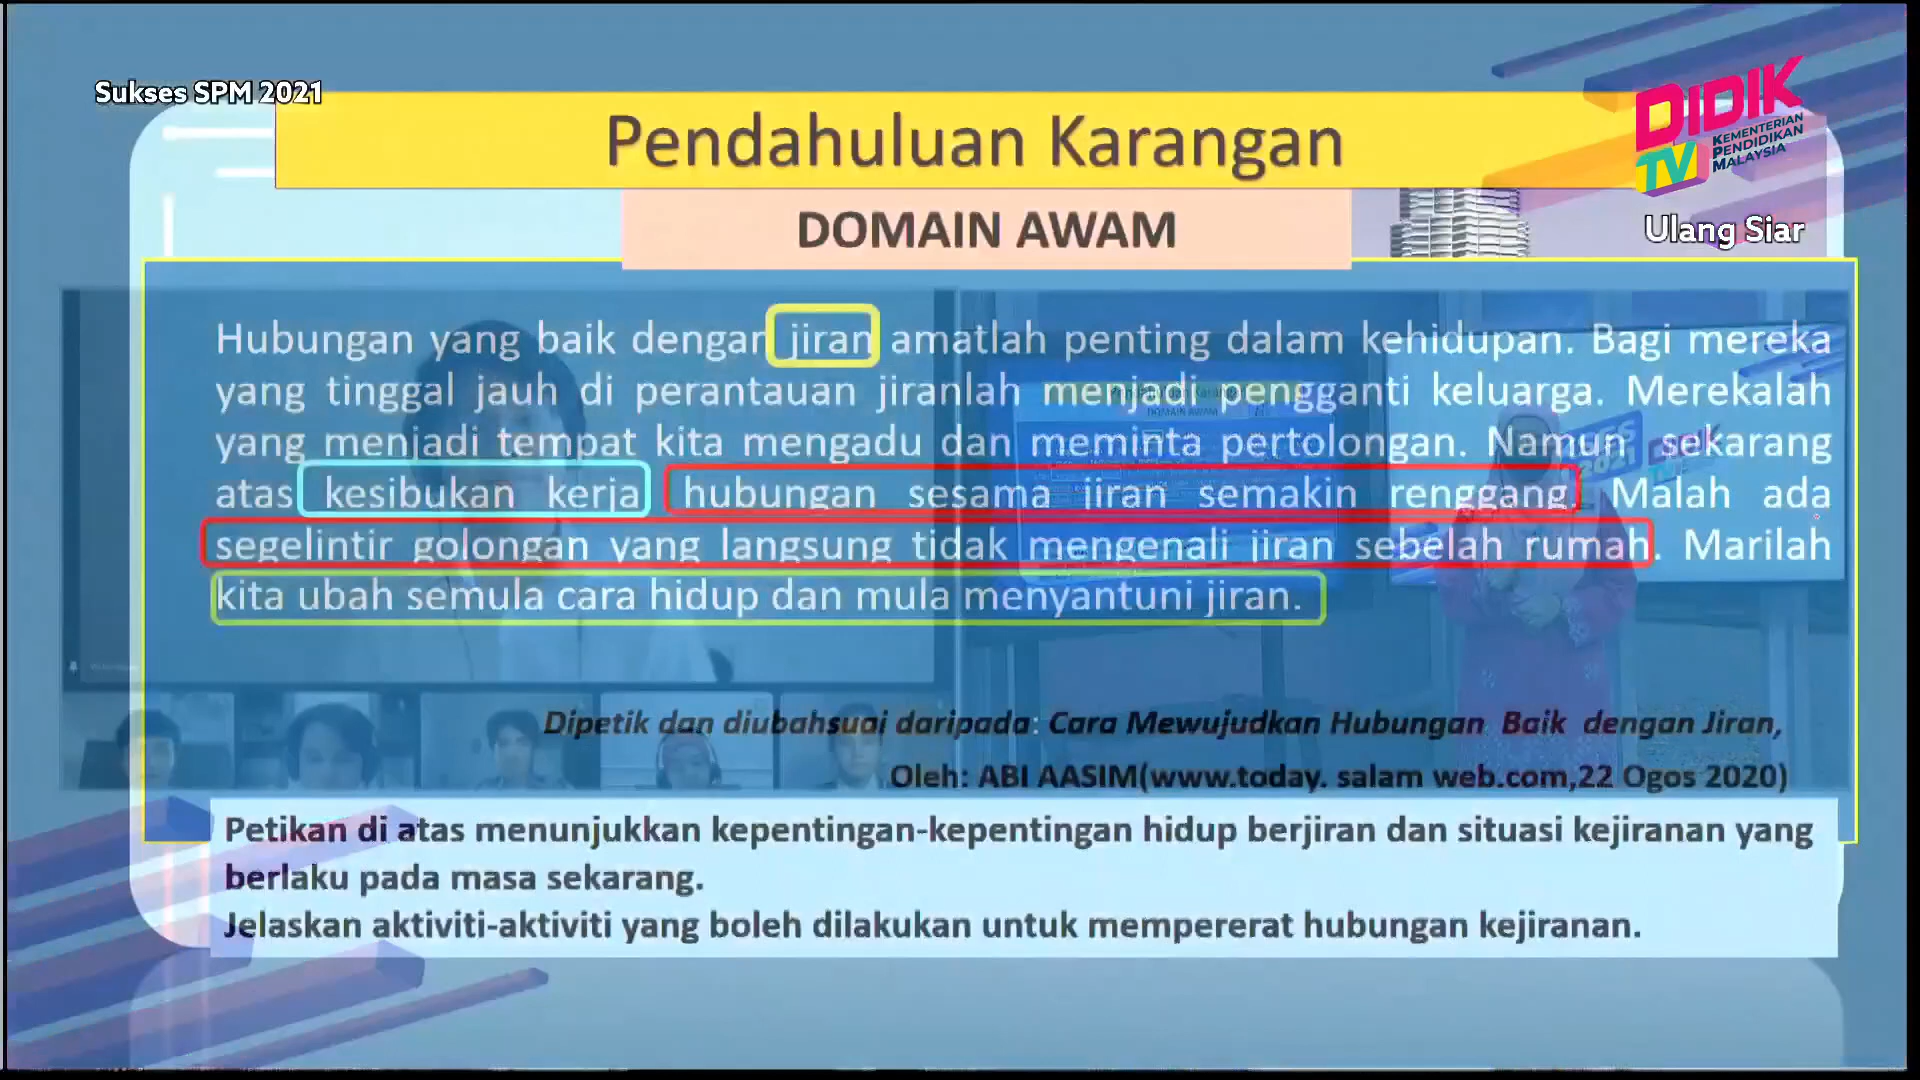 Sukses SPM 2021
Pendahuluan Karangan
DIDIK
TV
KEMENTERIAN
PENDIDIKAN
MALAYSIA
DOMAIN AWAM
Ulang Siar
Hubungan yang baik dengan jiran amatlah penting dalam kehidupan. Bagi mereka
yang tinggal jauh di perantauan jiranlah menjadi pengganti keluarga. Merekalah
yang menjadi tempat kita mengadu dan meminta pertolongan. Namun sekarang
atas kesibukan kerja hubungan sesama jiran semakin renggang. Malah ada
segelintir golongan yang langsung tidak mengenali jiran sebelah rumah. Marilah
kita ubah semula cara hidup dan mula menyantuni jiran.
Dipetik dan diubahsuai daripada: Cara Mewujudkan Hubungan Baik dengan Jiran,
Oleh: ABI AASIM(www.today. salam web.com,22 Ogos 2020)
Petikan di atas menunjukkan kepentingan-kepentingan hidup berjiran dan situasi kejiranan yang
berlaku pada masa sekarang.
Jelaskan aktiviti-aktiviti yang boleh dilakukan untuk mempererat hubungan kejiranan.